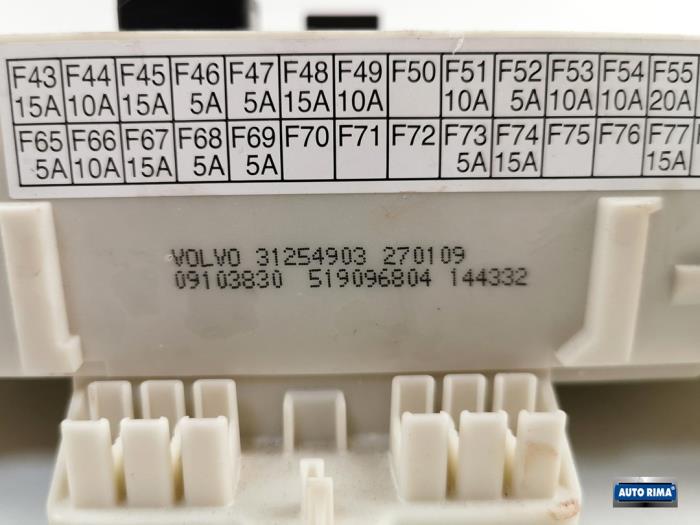 F43 F44 F45 F46 F47 F48 F49 F50 F51 F52 F53 F54 F55
15A 10A 15A 5A 5A 15A 10A 10A 5A 10A 10A 20A
F65 F66 F67 F68 F69 F70 F71 F72 F73 F74 F75 F76 F77
5A 10A 15A 5A 5A 5A 15A 15A
VOLVO 31254903 270109
09103830 519096804 144332
AUTO RIMA